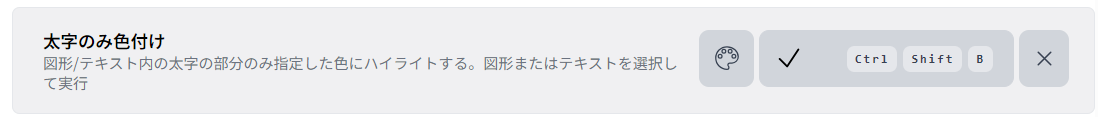 太字のみ色付け
図形/テキスト内の太字の部分のみ指定した色にハイライトする。図形またはテキストを選択し
て実行
Ctrl Shift B